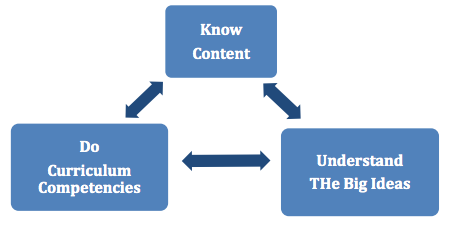 Know
Content
Do
Curriculum
Competencies
Understand
THe Big Ideas